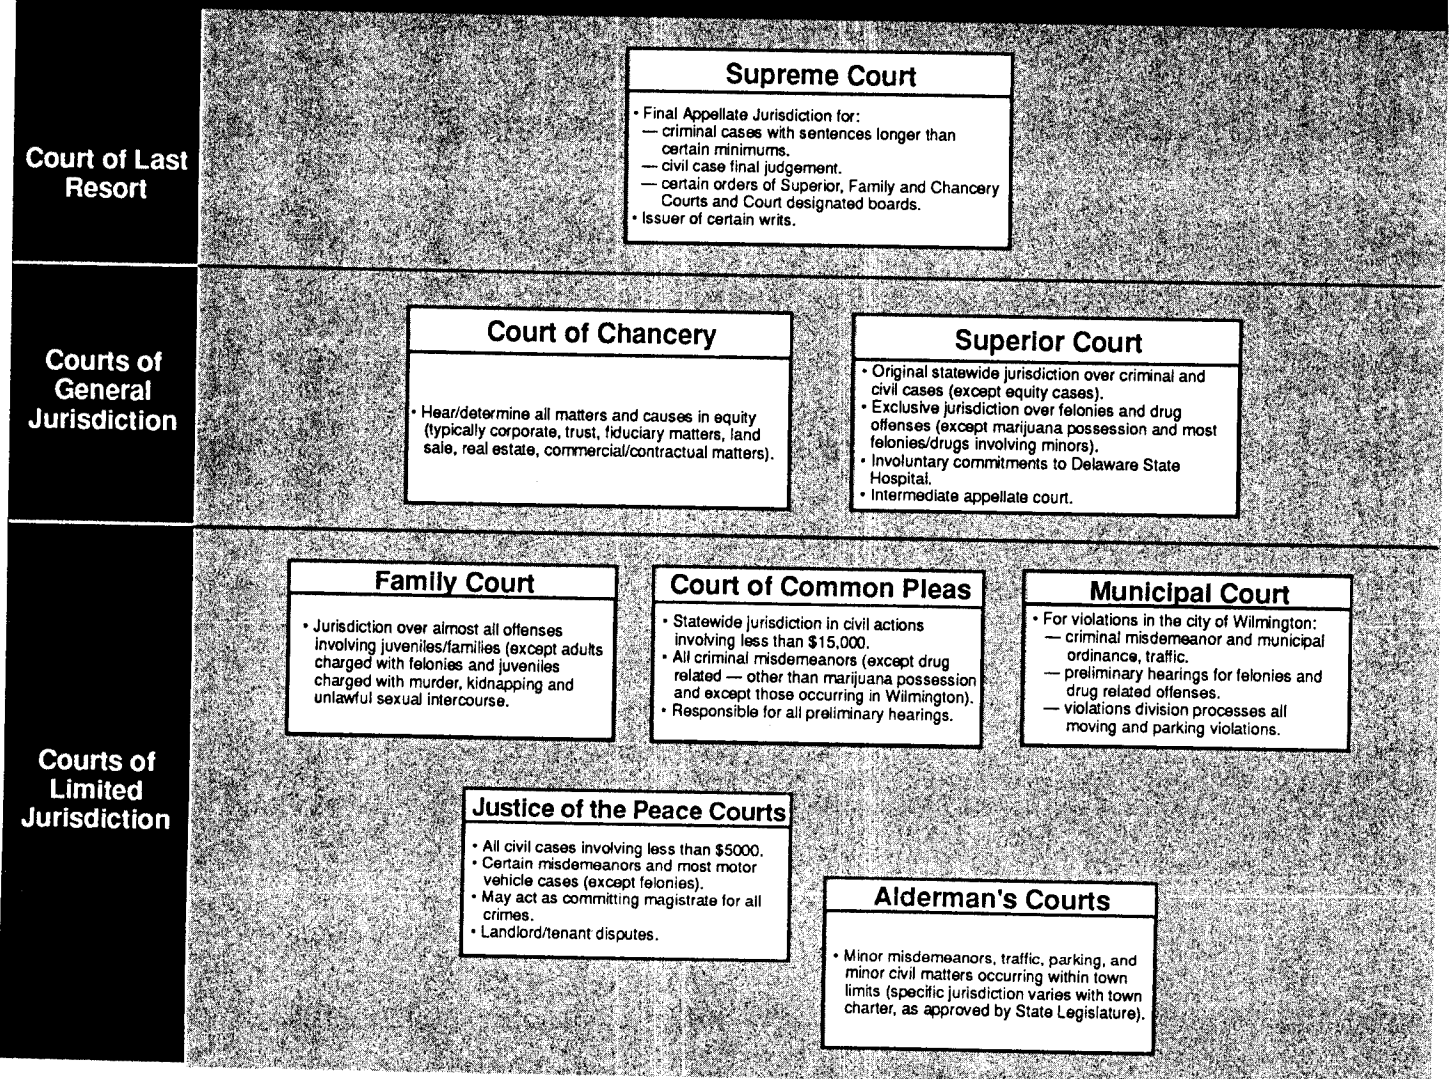 Court of Last
Resort
Supreme Court
• Final Appellate Jurisdiction for:
— criminal cases with sentences longer than
certain minimums.
— civil case final judgement.
— certain orders of Superior, Family and Chancery
Courts and Court designated boards.
• Issuer of certain writs.
Courts of
General
Jurisdiction
Court of Chancery
• Hear/determine all matters and causes in equity
(typically corporate, trust, fiduciary matters, land
sale, real estate, commercial/contractual matters).
Superior Court
• Original statewide jurisdiction over criminal and
civil cases (except equity cases).
• Exclusive jurisdiction over felonies and drug
offenses (except marijuana possession and most
felonies/drugs involving minors).
• Involuntary commitments to Delaware State
Hospital.
• Intermediate appellate court.
Courts of
Limited
Jurisdiction
Family Court
• Jurisdiction over almost all offenses
involving juveniles/families (except adults
charged with felonies and juveniles
charged with murder, kidnapping and
unlawful sexual intercourse.
Court of Common Pleas
• Statewide jurisdiction in civil actions
involving less than $15,000.
• All criminal misdemeanors (except drug
related — other than marijuana possession
and except those occurring in Wilmington).
• Responsible for all preliminary hearings.
Municipal Court
• For violations in the city of Wilmington:
— criminal misdemeanor and municipal
ordinance, traffic.
— preliminary hearings for felonies and
drug related offenses.
— violations division processes all
moving and parking violations.
Justice of the Peace Courts
• All civil cases involving less than $5000.
• Certain misdemeanors and most motor
vehicle cases (except felonies).
• May act as committing magistrate for all
crimes.
• Landlord/tenant disputes.
Alderman's Courts
• Minor misdemeanors, traffic, parking, and
minor civil matters occurring within town
limits (specific jurisdiction varies with town
charter, as approved by State Legislature).